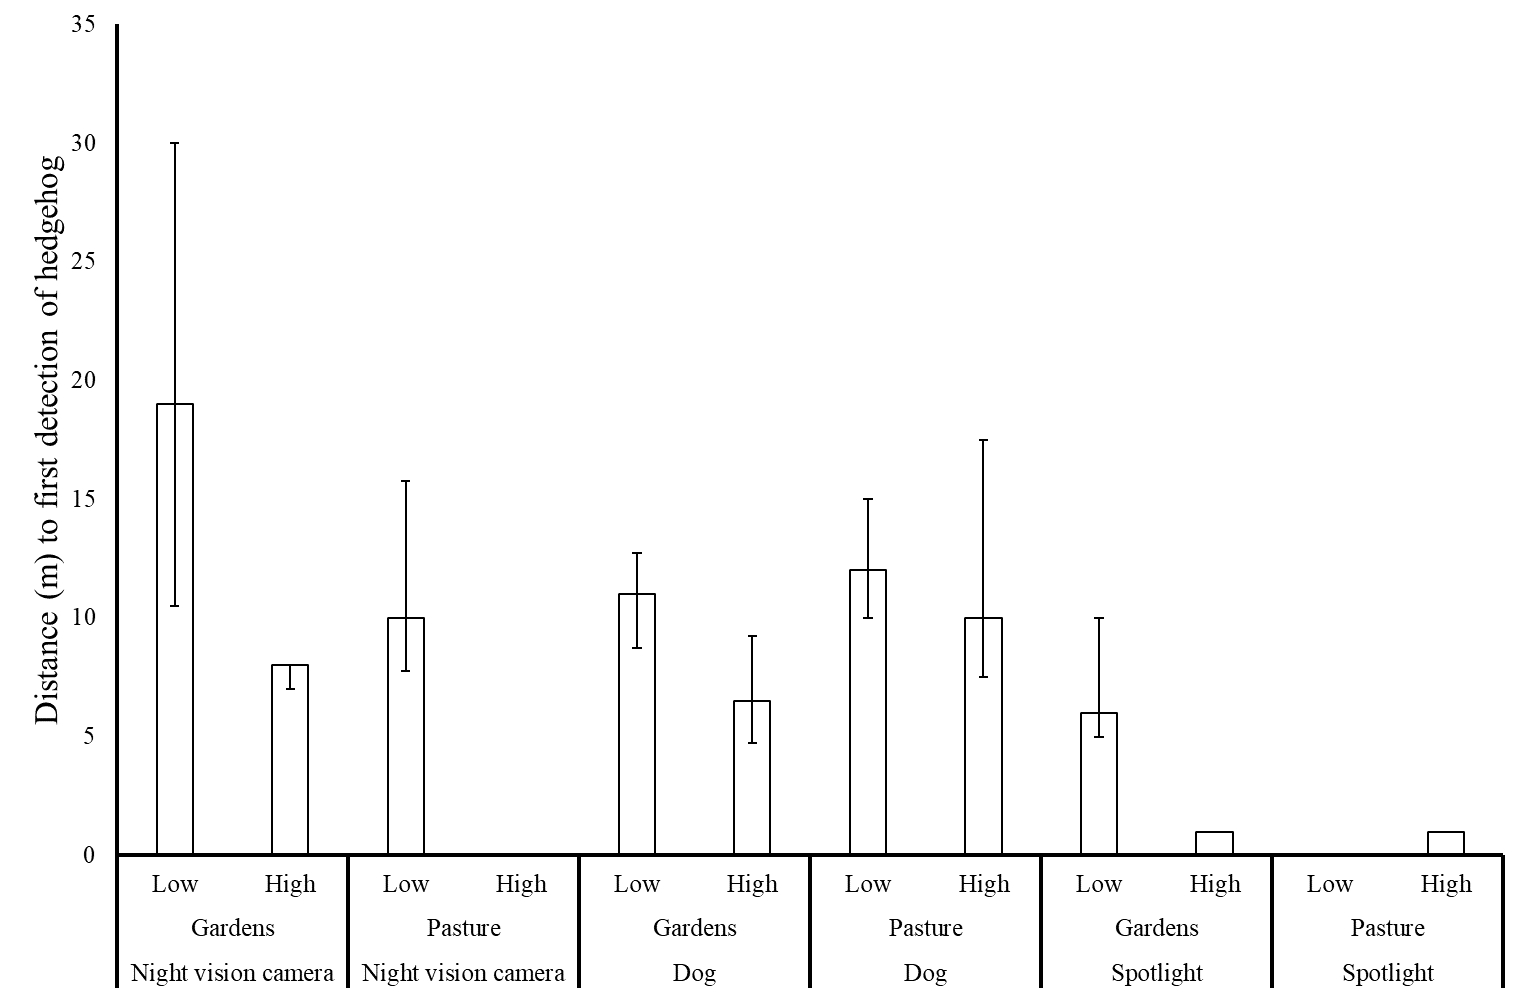 35
30
25
20
15
10
5
0
Distance (m) to first detection of hedgehog
Low High Low High Low High Low High Low High Low High
Gardens Pasture Gardens Pasture Gardens Pasture
Night vision camera Night vision camera Dog Dog Spotlight Spotlight